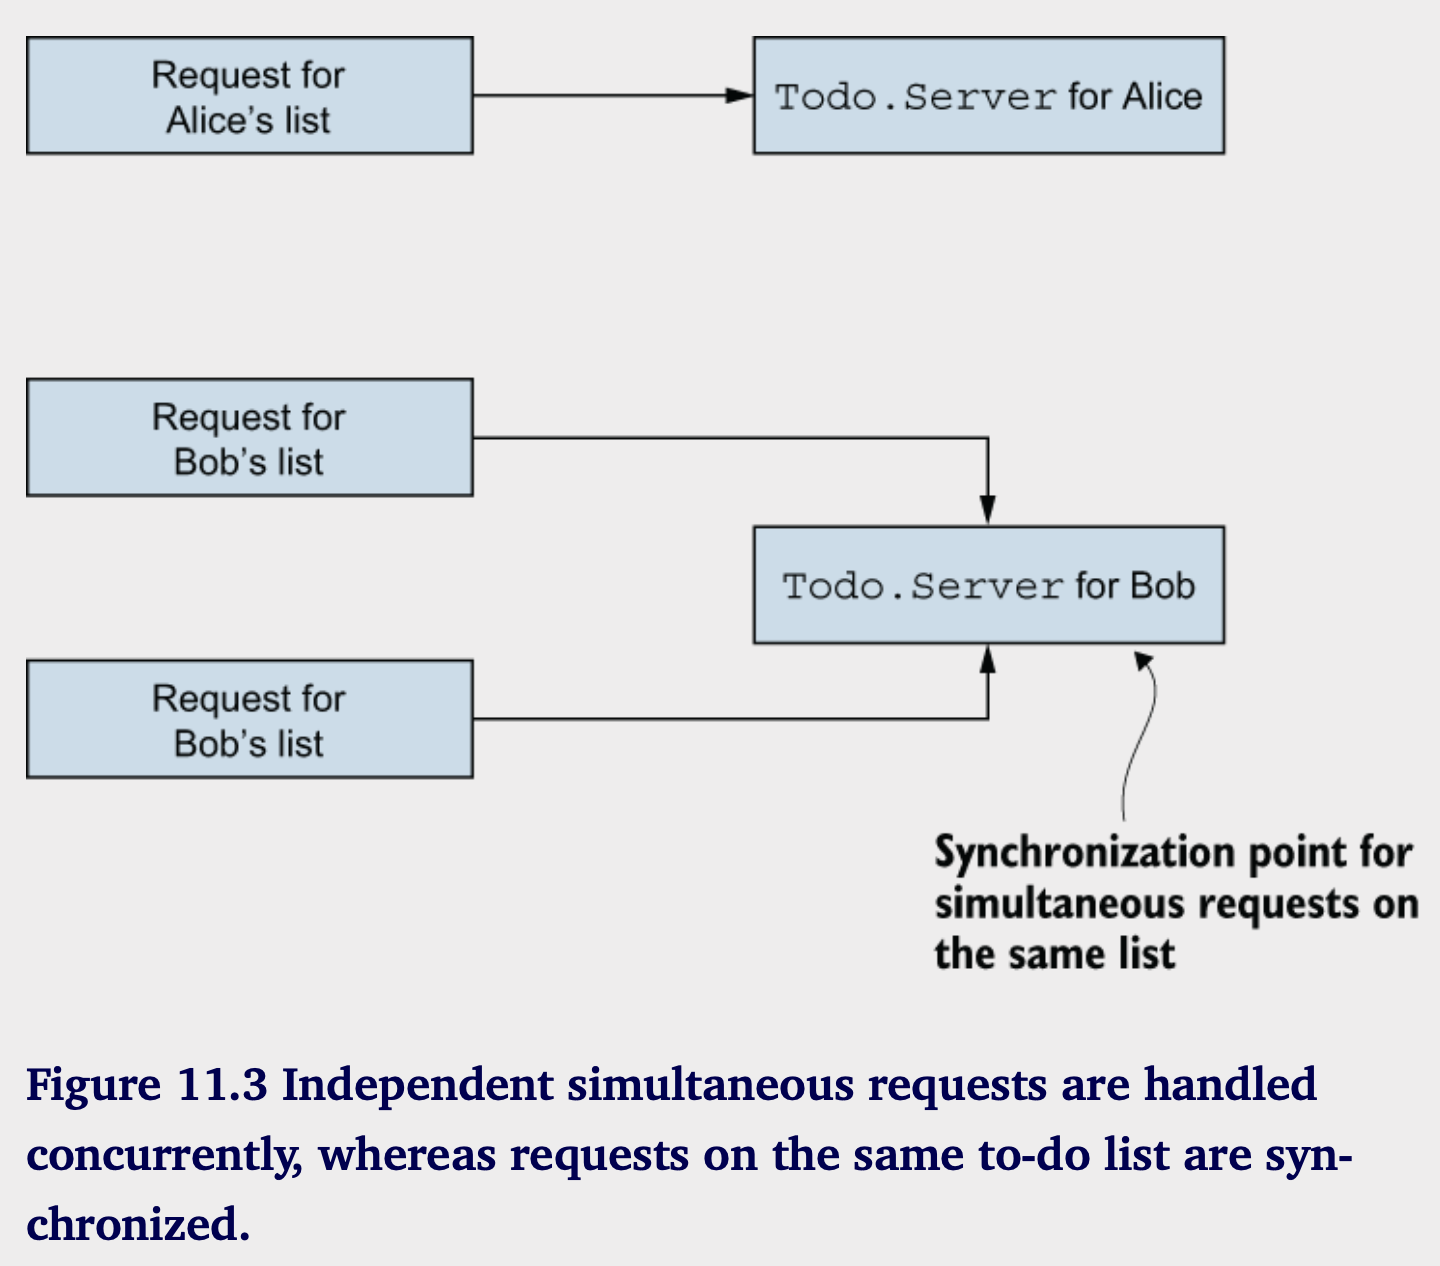 Request for
Alice’s list
Todo.Server for Alice
Request for
Bob’s list
Todo.Server for Bob
Request for
Bob’s list
Synchronization point for
simultaneous requests on
the same list
Figure 11.3 Independent simultaneous requests are handled
concurrently, whereas requests on the same to-do list are syn-
chronized.